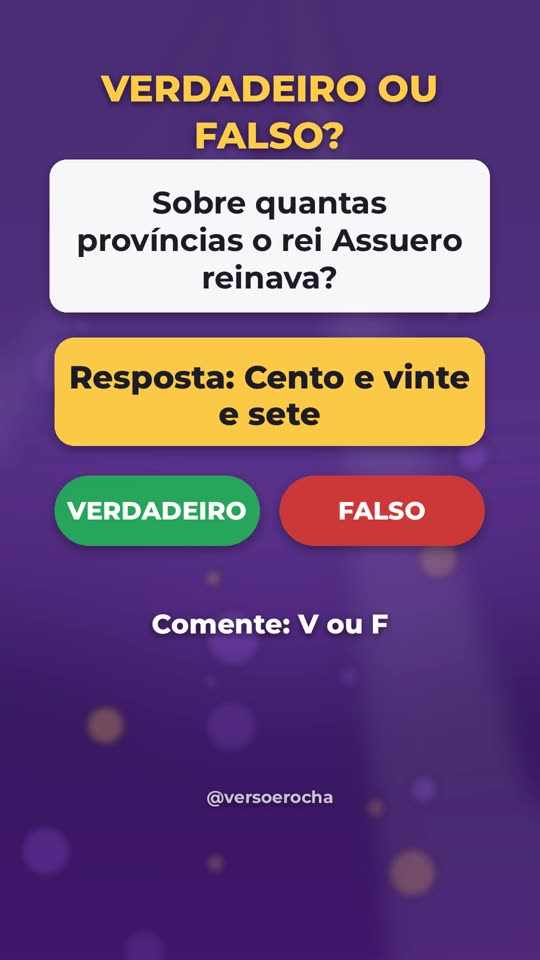 VERDADEIRO OU
FALSO?
Sobre quantas
províncias o rei Assuero
reinava?
Resposta: Cento e vinte
e sete
VERDADEIRO
FALSO
Comente: V ou F
@versoerocha